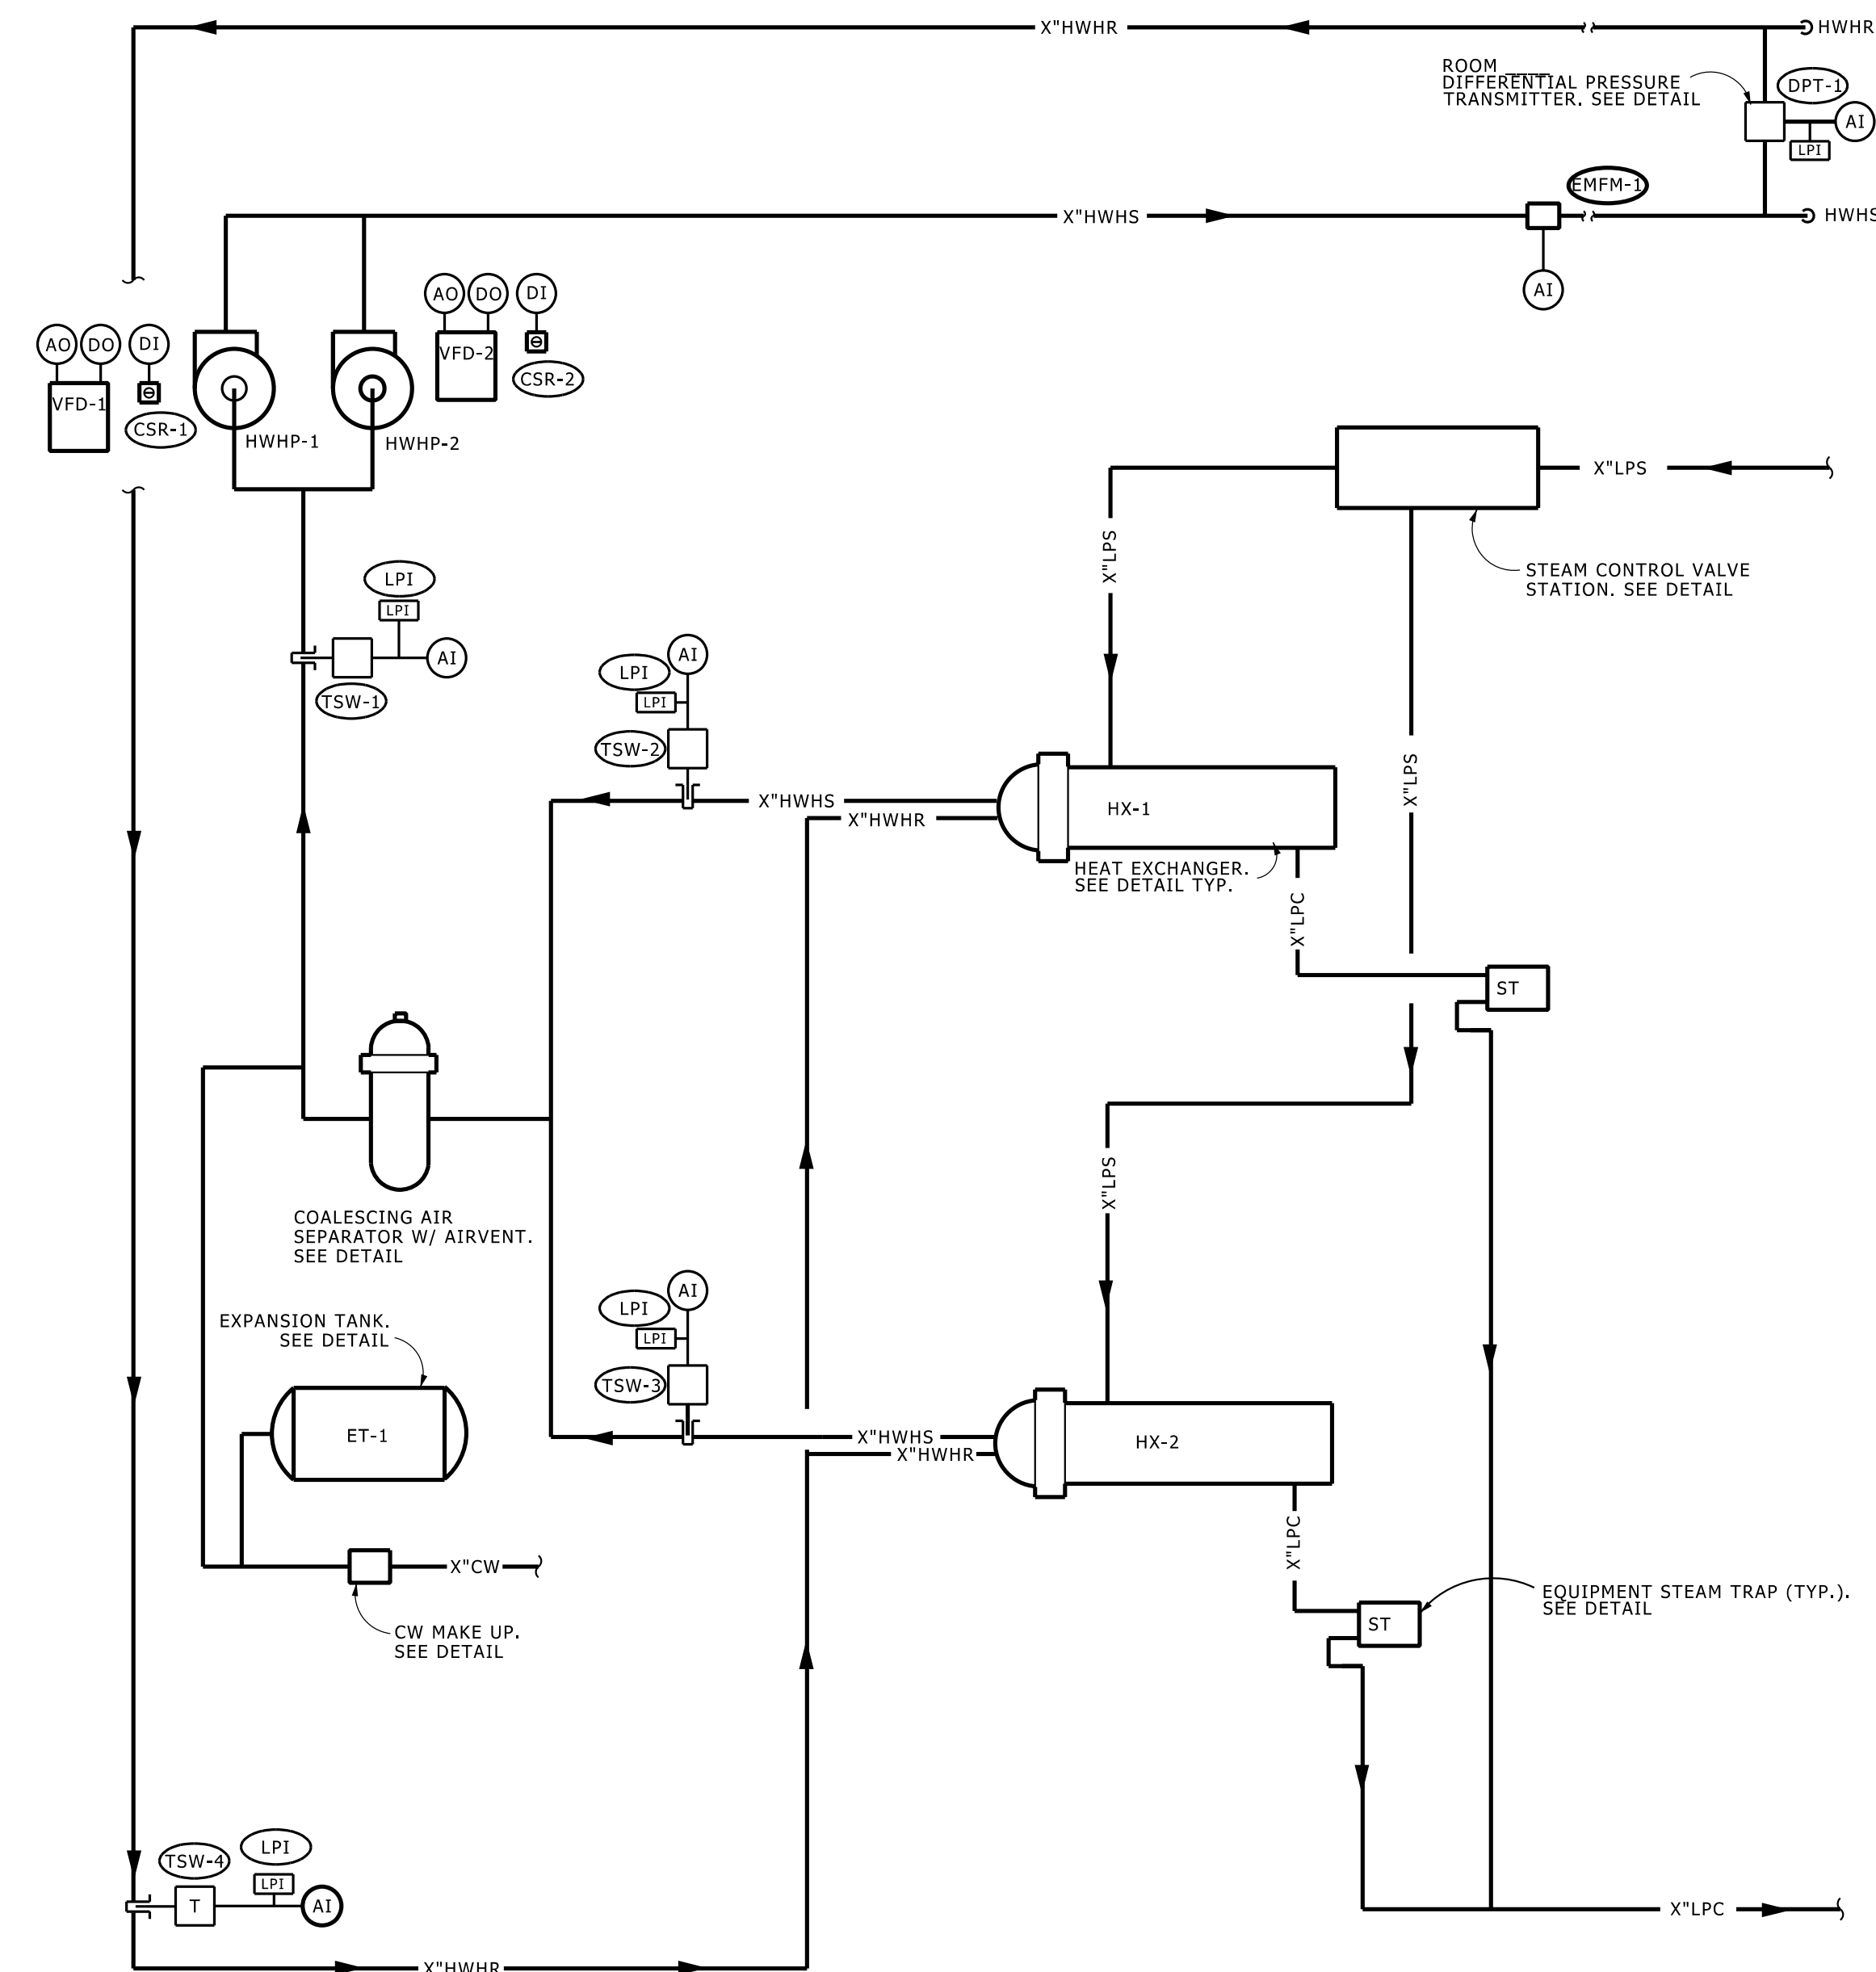 X"HWHR
HWHR
ROOM ____
DIFFERENTIAL PRESSURE
TRANSMITTER. SEE DETAIL
DPT-1
AI
LPI
EMFM-1
X"HWHS
HWHS
AI
AO
DO
DI
VFD-2
CSR-2
AO
DO
DI
VFD-1
CSR-1
HWHP-1
HWHP-2
X"LPS
X"LPS
STEAM CONTROL VALVE
STATION. SEE DETAIL
LPI
LPI
AI
TSW-1
AI
LPI
LPI
TSW-2
X"LPS
X"HWHS
X"HWHR
HX-1
HEAT EXCHANGER.
SEE DETAIL TYP.
X"LPC
ST
X"LPS
COALESCING AIR
SEPARATOR W/ AIRVENT.
SEE DETAIL
AI
LPI
LPI
TSW-3
EXPANSION TANK.
SEE DETAIL
ET-1
X"HWHS
X"HWHR
HX-2
X"LPC
X"CW
CW MAKE UP.
SEE DETAIL
EQUIPMENT STEAM TRAP (TYP.).
SEE DETAIL
ST
TSW-4
LPI
LPI
T
AI
X"LPC
X"HWHR